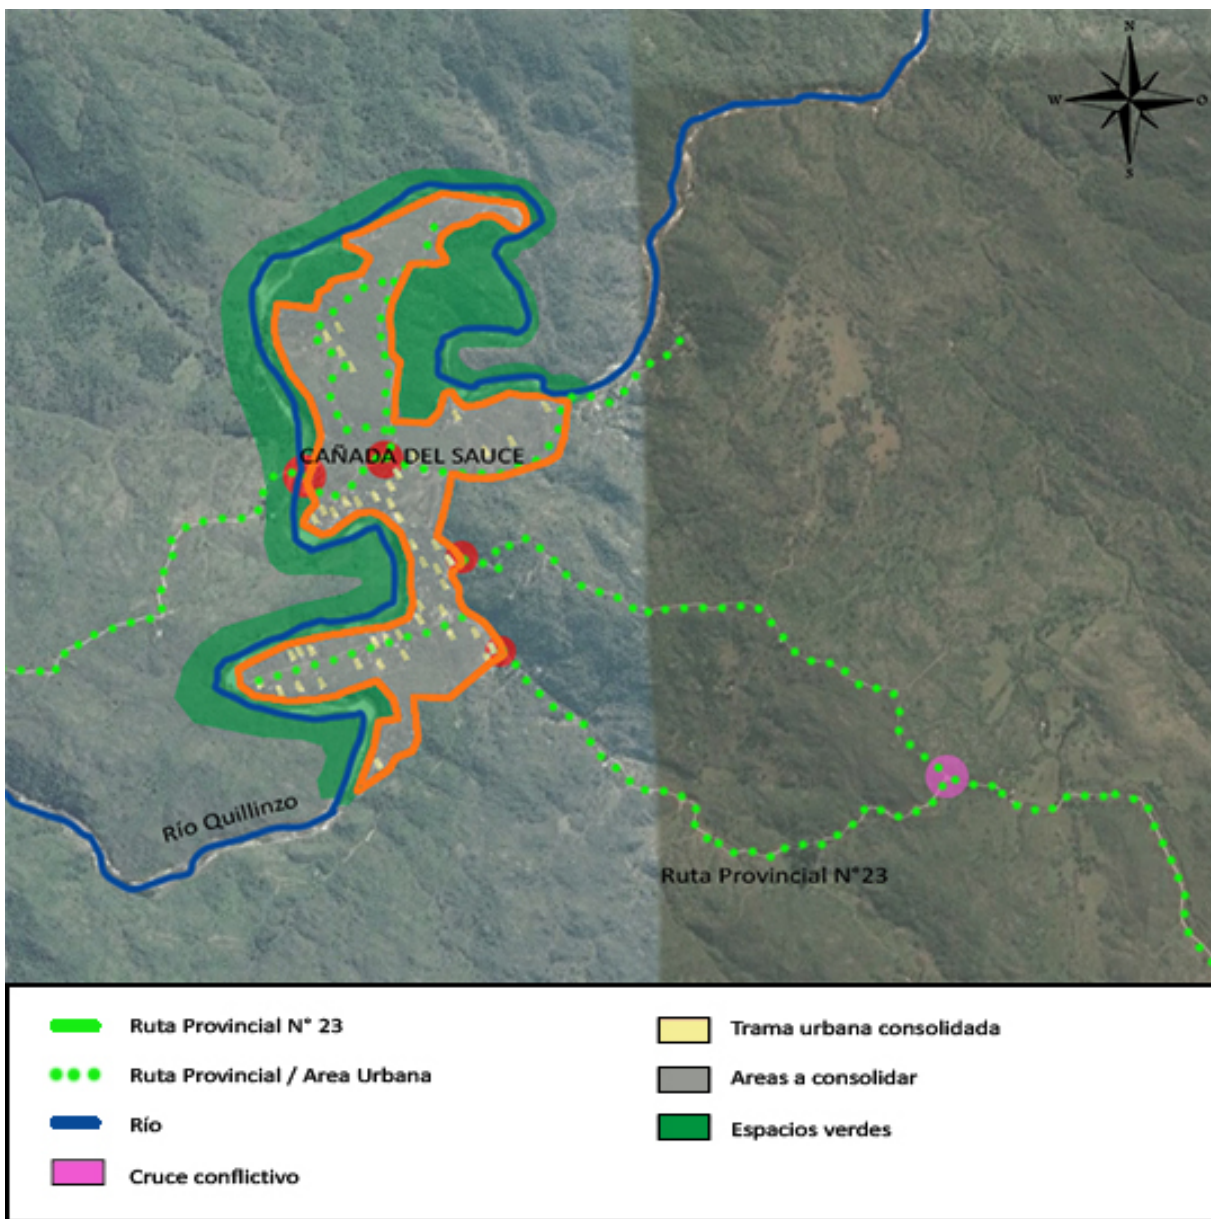 N
W O
S
CAÑADA DEL SAUCE
Río Quillinzo
Ruta Provincial N°23
Ruta Provincial N° 23
Ruta Provincial / Area Urbana
Río
Cruce conflictivo
Trama urbana consolidada
Areas a consolidar
Espacios verdes